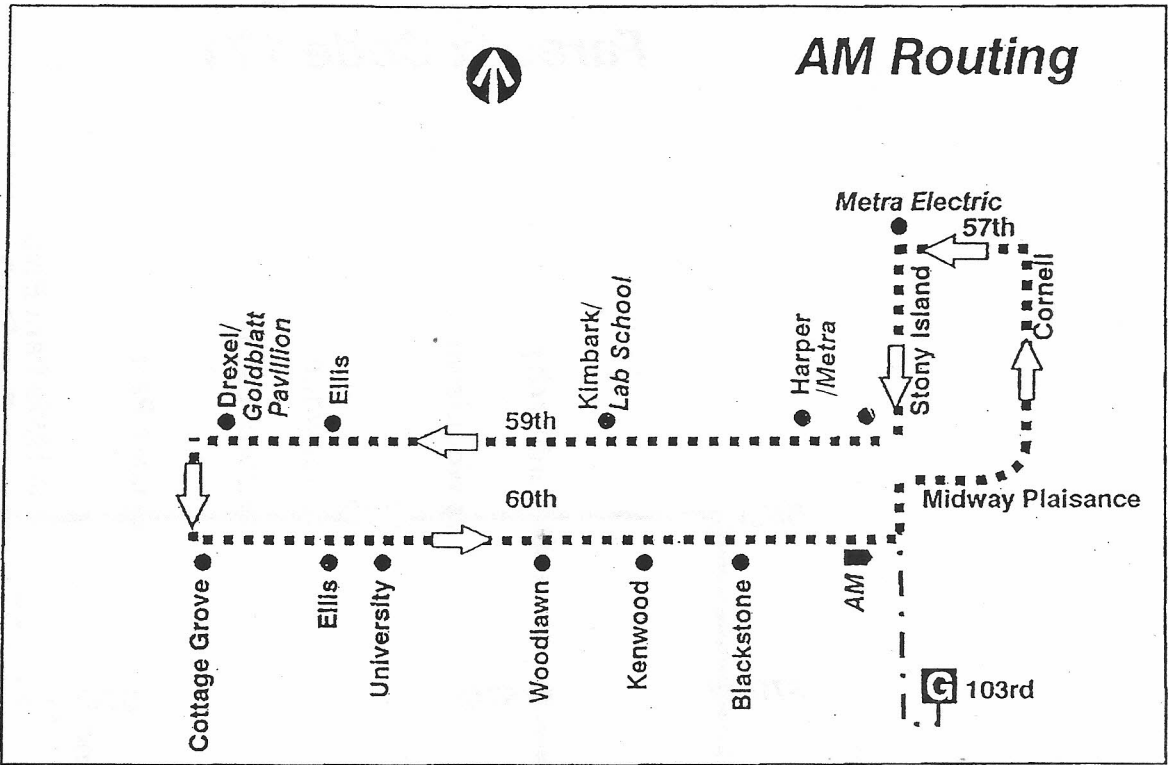 AM Routing
Metra Electric
57th
Cornell
Stony Island
Drexel/
Goldblatt
Pavillion
Ellis
Kimbark/
Lab School
Harper
/Metra
59th
60th
Midway Plaisance
Cottage Grove
Ellis
University
Woodlawn
Kenwood
Blackstone
AM
G 103rd